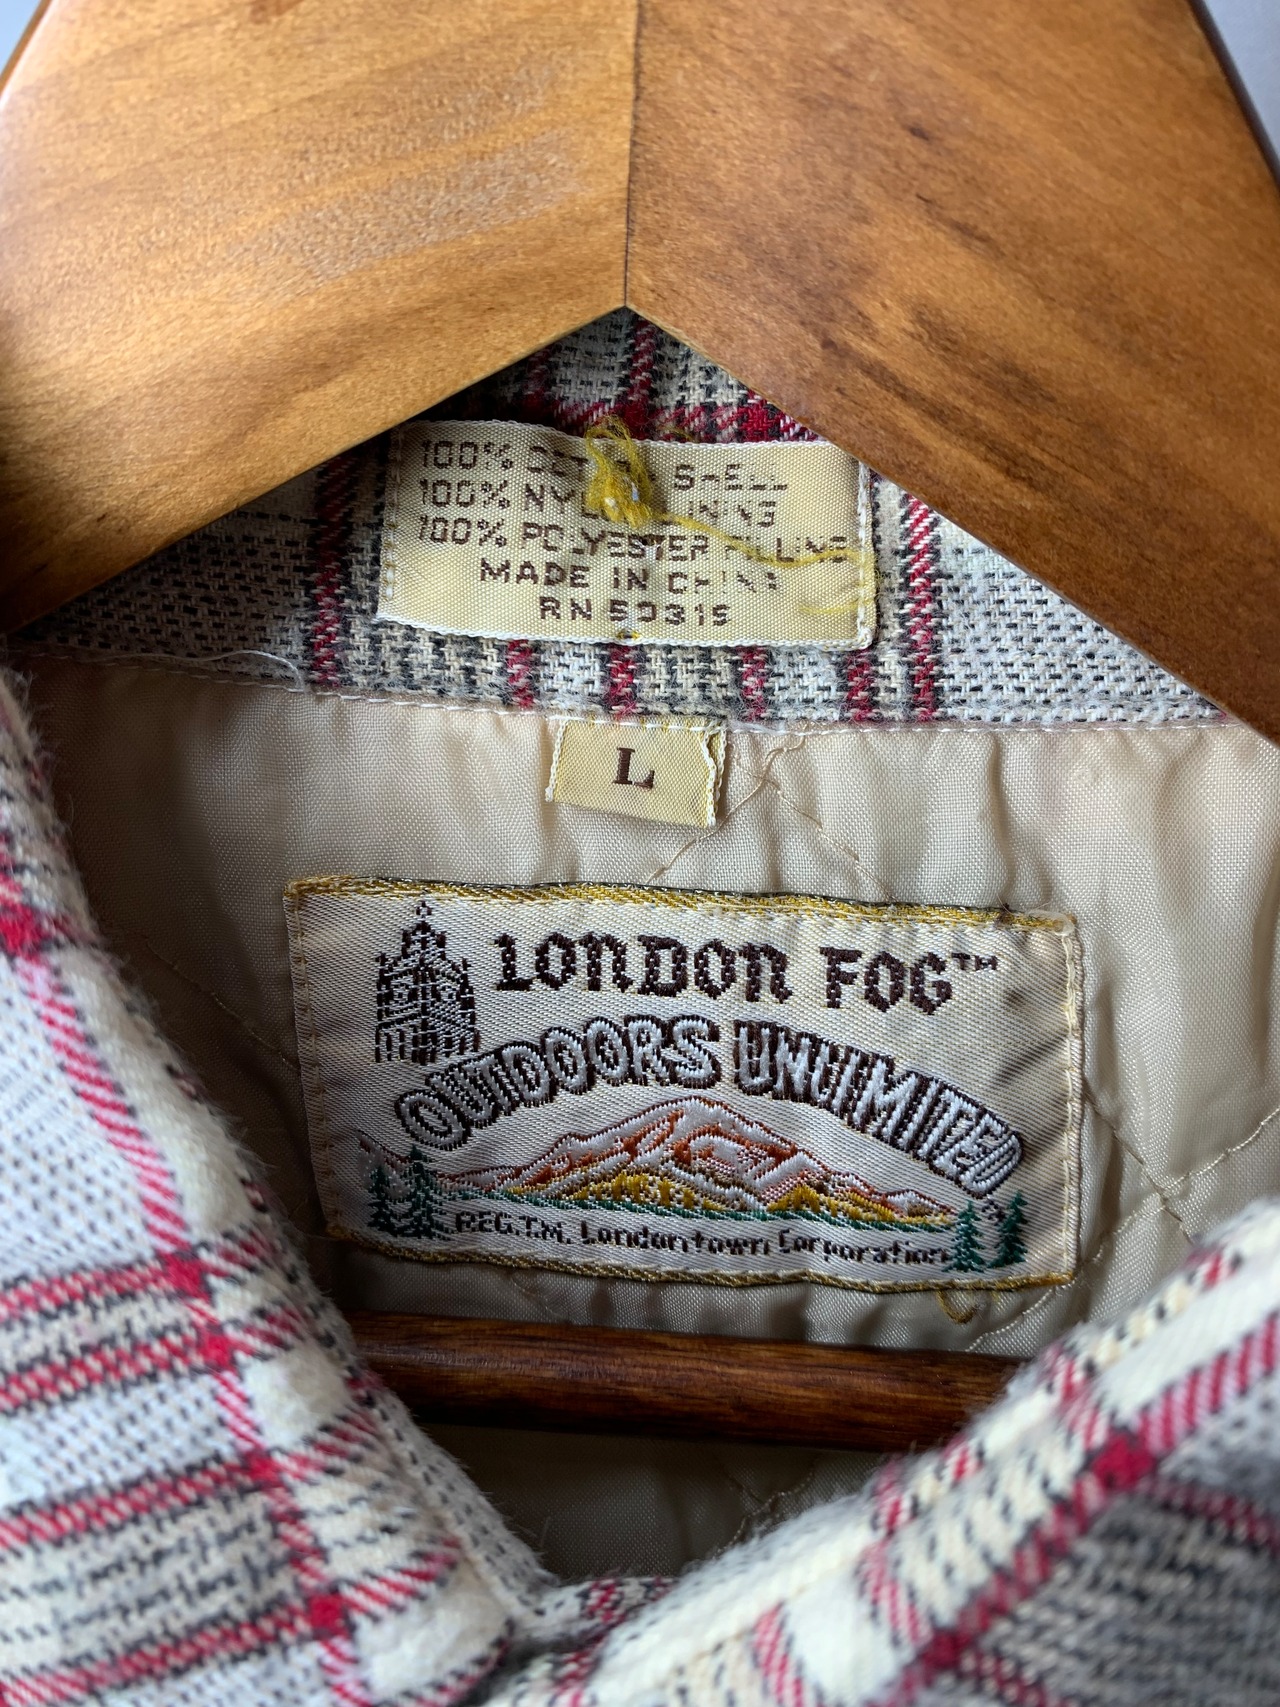 100% SHELL
100% NYLON LINING
100% POLYESTER FILLING
MADE IN CHINA
RN 50315
L
LONDON FOG™
OUTDOORS UNLIMITED
REG.T.M. Londontown Corporation